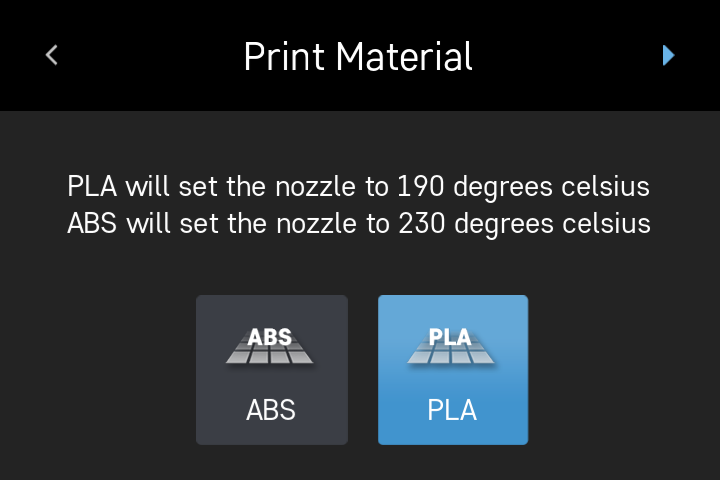 Print Material
PLA will set the nozzle to 190 degrees celsius
ABS will set the nozzle to 230 degrees celsius
ABS PLA
ABS PLA